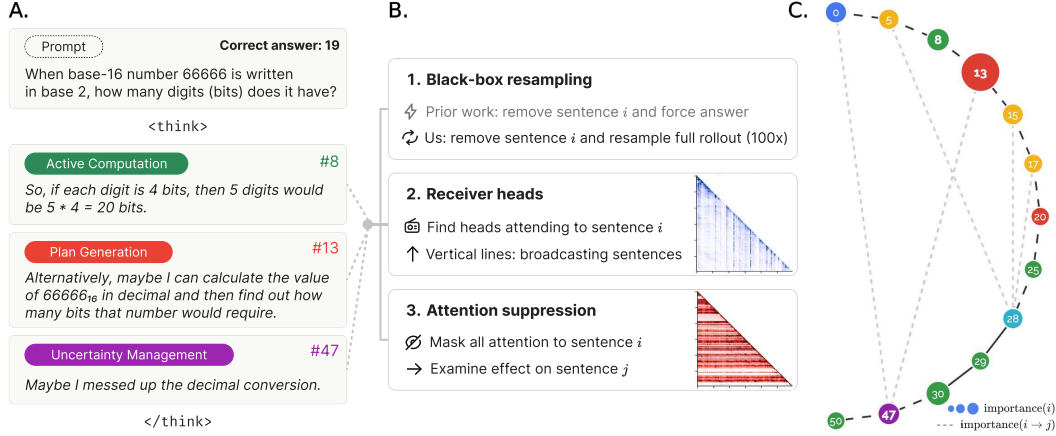 A.
Prompt
Correct answer: 19
When base-16 number 66666 is written
in base 2, how many digits (bits) does it have?
<think>
Active Computation
#8
So, if each digit is 4 bits, then 5 digits would
be 5 * 4 = 20 bits.
Plan Generation
#13
Alternatively, maybe I can calculate the value
of 66666₁₆ in decimal and then find out how
many bits that number would require.
Uncertainty Management
#47
Maybe I messed up the decimal conversion.
</think>
B.
1. Black-box resampling
Prior work: remove sentence i and force answer
Us: remove sentence i and resample full rollout (100x)
2. Receiver heads
Find heads attending to sentence i
Vertical lines: broadcasting sentences
3. Attention suppression
Mask all attention to sentence i
Examine effect on sentence j
C.
0
5
8
13
15
17
20
25
28
29
30
47
50
importance(i)
importance(i → j)